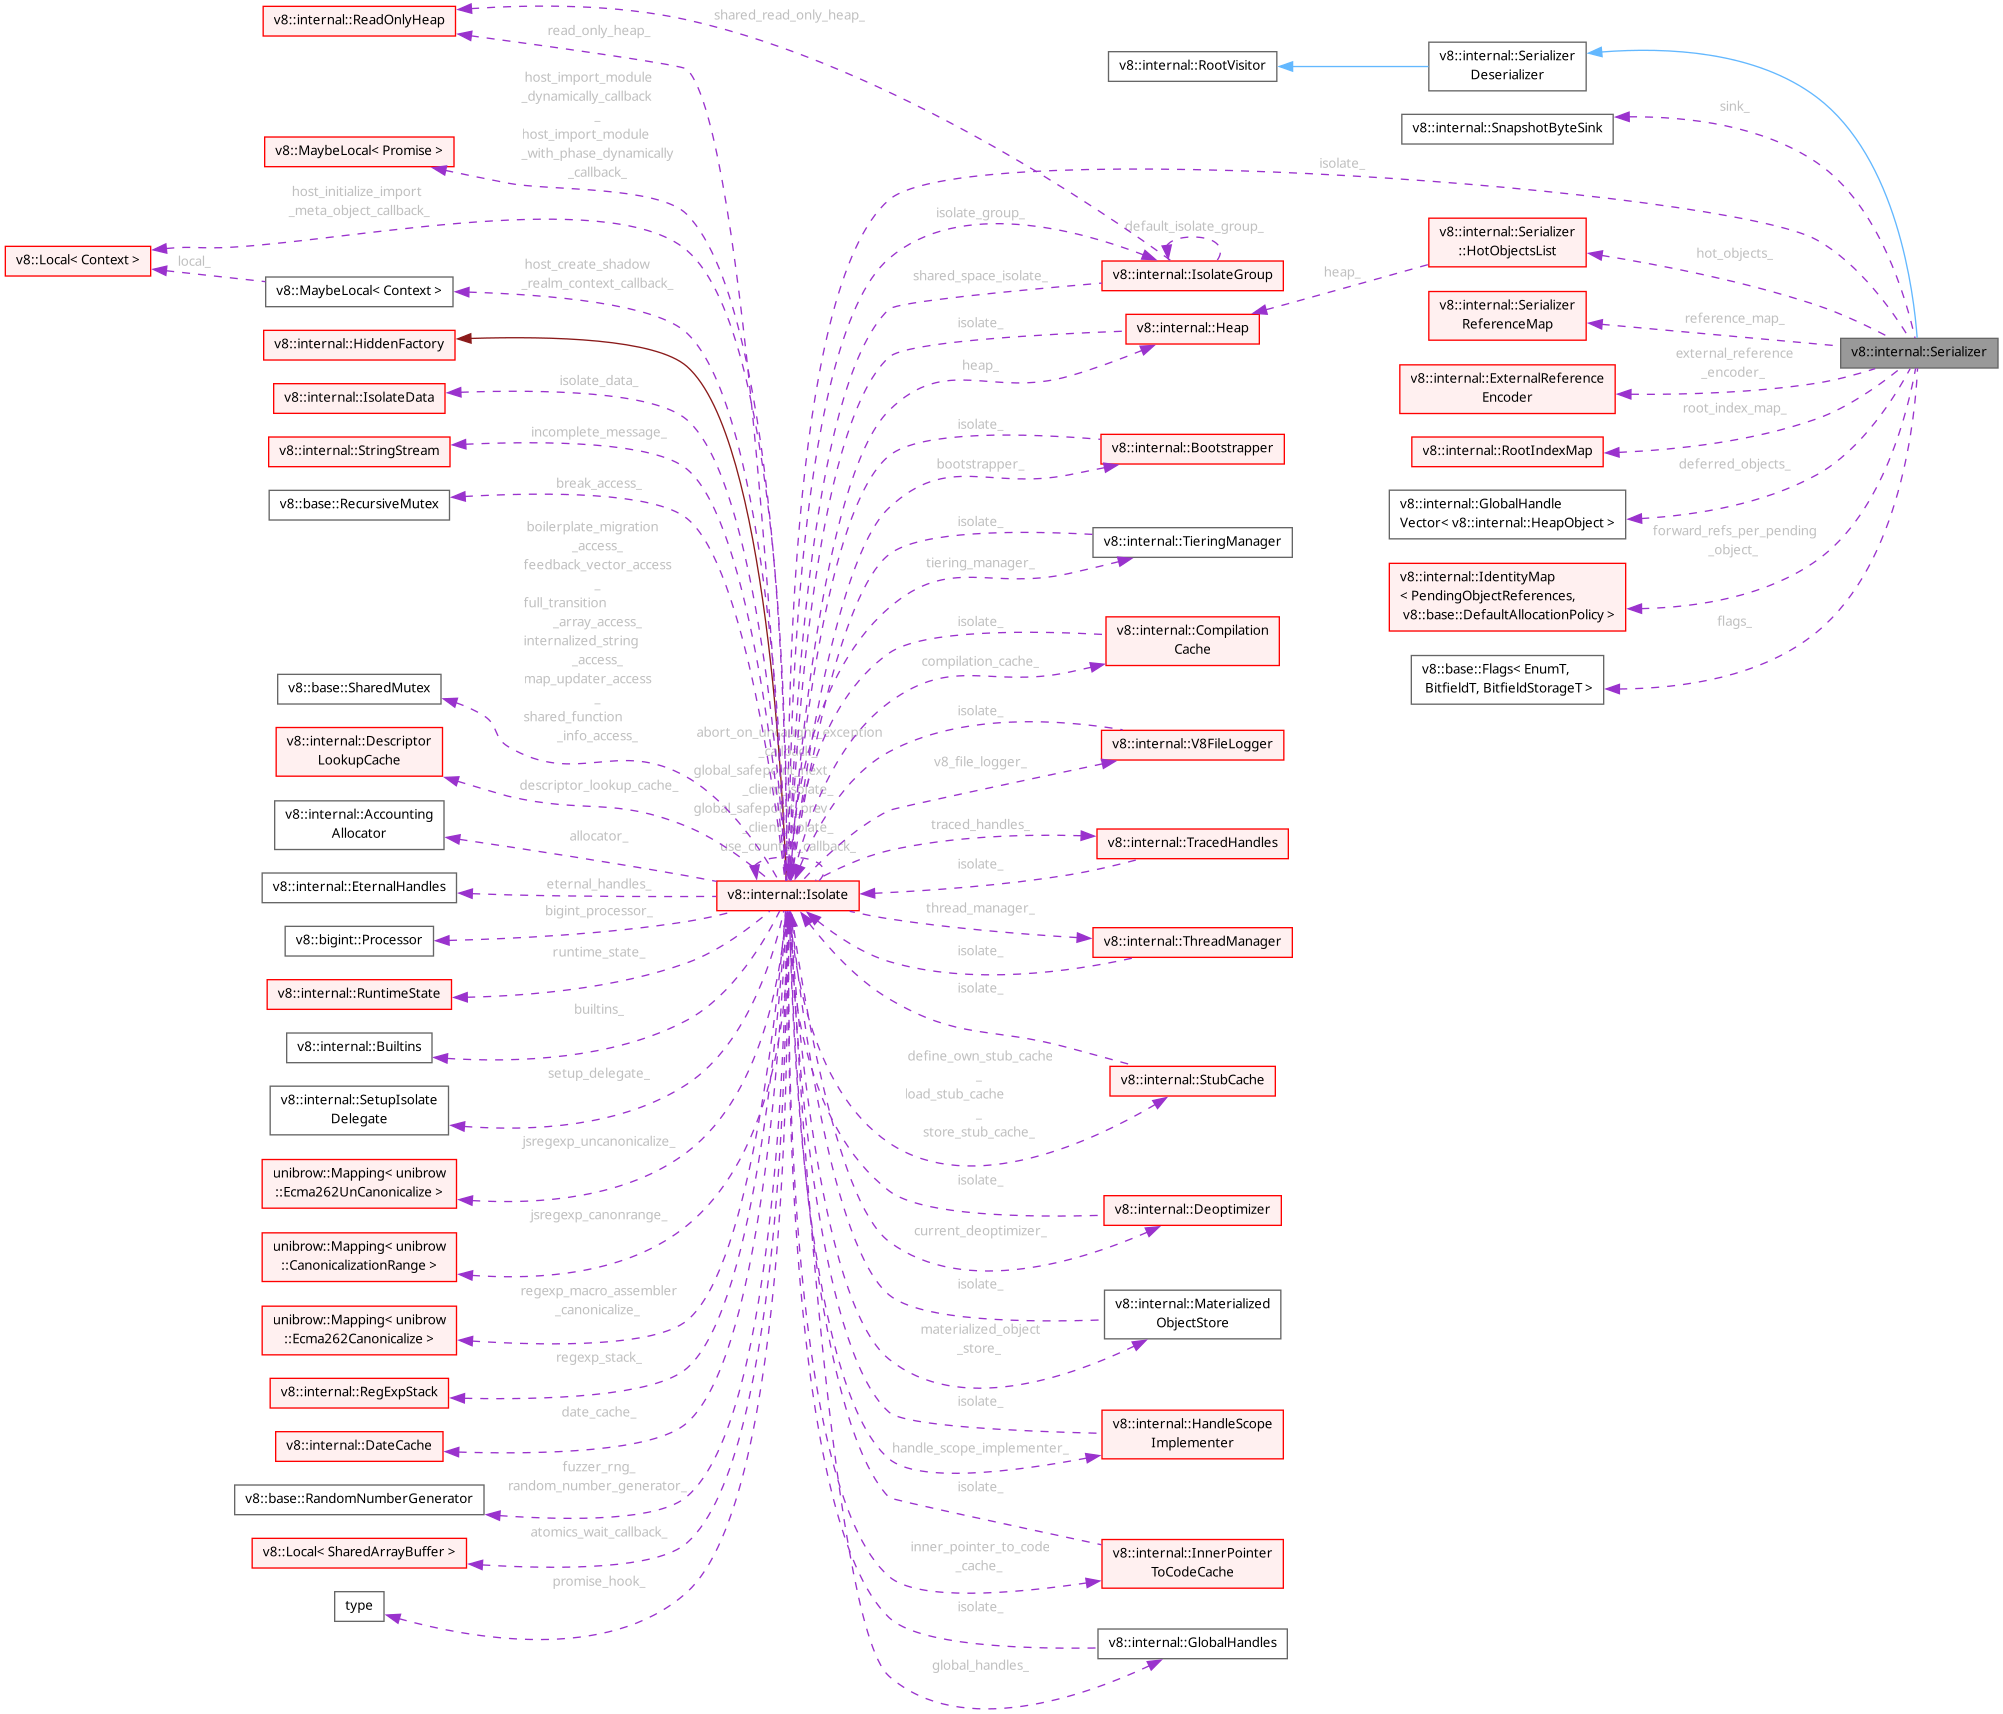 v8::internal::ReadOnlyHeap
shared_read_only_heap_
read_only_heap_
v8::internal::RootVisitor
v8::internal::Serializer
Deserializer
host_import_module
_dynamically_callback
_
host_import_module
_with_phase_dynamically
_callback_
v8::MaybeLocal< Promise >
sink_
v8::internal::SnapshotByteSink
isolate_
host_initialize_import
_meta_object_callback_
v8::Local< Context >
local_
v8::MaybeLocal< Context >
host_create_shadow
_realm_context_callback_
isolate_group_
default_isolate_group_
shared_space_isolate_
v8::internal::IsolateGroup
heap_
v8::internal::Serializer
::HotObjectsList
hot_objects_
v8::internal::HiddenFactory
isolate_
v8::internal::Heap
heap_
v8::internal::Serializer
ReferenceMap
reference_map_
v8::internal::Serializer
external_reference
_encoder_
v8::internal::ExternalReference
Encoder
v8::internal::IsolateData
isolate_data_
v8::internal::StringStream
incomplete_message_
isolate_
v8::internal::Bootstrapper
bootstrapper_
root_index_map_
v8::internal::RootIndexMap
deferred_objects_
v8::base::RecursiveMutex
break_access_
v8::internal::GlobalHandle
Vector< v8::internal::HeapObject >
isolate_
v8::internal::TieringManager
tiering_manager_
forward_refs_per_pending
_object_
boilerplate_migration
_access_
feedback_vector_access
_
full_transition
_array_access_
internalized_string
_access_
map_updater_access
_
shared_function
_info_access_
v8::internal::IdentityMap
< PendingObjectReferences,
v8::base::DefaultAllocationPolicy >
isolate_
v8::internal::Compilation
Cache
compilation_cache_
flags_
v8::base::Flags< EnumT,
BitfieldT, BitfieldStorageT >
v8::base::SharedMutex
v8::internal::Descriptor
LookupCache
descriptor_lookup_cache_
isolate_
v8::internal::V8FileLogger
v8_file_logger_
abort_on_uncaught_exception
_callback_
global_safepoint_next
_client_isolate_
global_safepoint_prev
_client_isolate_
use_counter_callback_
v8::internal::Accounting
Allocator
allocator_
traced_handles_
v8::internal::TracedHandles
isolate_
v8::internal::EternalHandles
eternal_handles_
v8::internal::Isolate
bigint_processor_
v8::bigint::Processor
thread_manager_
v8::internal::ThreadManager
isolate_
runtime_state_
v8::internal::RuntimeState
isolate_
builtins_
v8::internal::Builtins
define_own_stub_cache
_
load_stub_cache
_
store_stub_cache_
v8::internal::StubCache
setup_delegate_
v8::internal::SetupIsolate
Delegate
jsregexp_uncanonicalize_
unibrow::Mapping< unibrow
::Ecma262UnCanonicalize >
isolate_
v8::internal::Deoptimizer
current_deoptimizer_
jsregexp_canonrange_
unibrow::Mapping< unibrow
::CanonicalizationRange >
isolate_
v8::internal::Materialized
ObjectStore
materialized_object
_store_
regexp_macro_assembler
_canonicalize_
unibrow::Mapping< unibrow
::Ecma262Canonicalize >
regexp_stack_
v8::internal::RegExpStack
isolate_
v8::internal::HandleScope
Implementer
handle_scope_implementer_
date_cache_
v8::internal::DateCache
fuzzer_rng_
random_number_generator_
v8::base::RandomNumberGenerator
isolate_
atomics_wait_callback_
v8::Local< SharedArrayBuffer >
inner_pointer_to_code
_cache_
v8::internal::InnerPointer
ToCodeCache
promise_hook_
type
isolate_
v8::internal::GlobalHandles
global_handles_